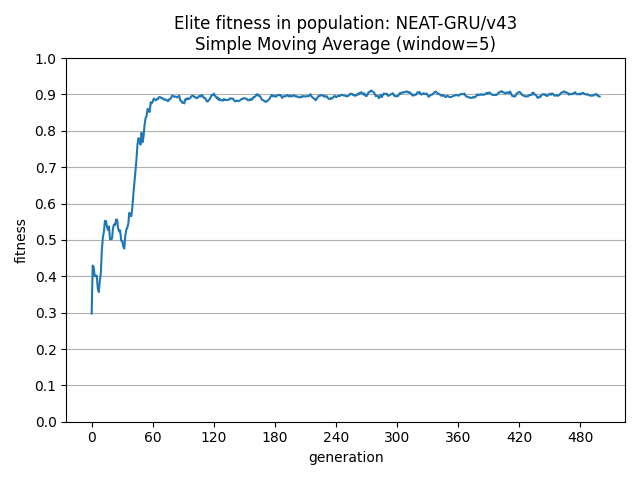 Elite fitness in population: NEAT-GRU/v43
Simple Moving Average (window=5)
1.0
0.9
0.8
0.7
0.6
0.5
0.4
0.3
0.2
0.1
0.0
fitness
0 60 120 180 240 300 360 420 480
generation